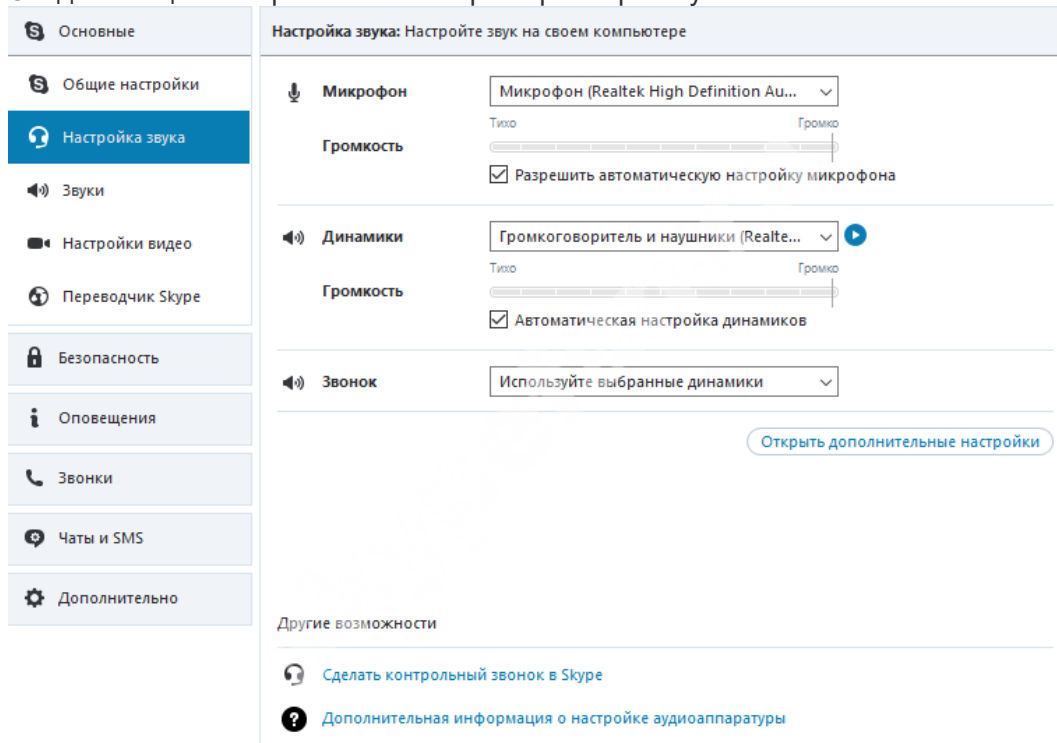 Основные
Настройка звука: Настройте звук на своем компьютере
Общие настройки
Настройка звука
Звуки
Настройки видео
Переводчик Skype
Безопасность
Оповещения
Звонки
Чаты и SMS
Дополнительно
Микрофон
Микрофон (Realtek High Definition Au...
Тихо
Громко
Громкость
Разрешить автоматическую настройку микрофона
Динамики
Громкоговоритель и наушники (Realte...
Тихо
Громко
Громкость
Автоматическая настройка динамиков
Звонок
Используйте выбранные динамики
Открыть дополнительные настройки
Другие возможности
Сделать контрольный звонок в Skype
Дополнительная информация о настройке аудиоаппаратуры